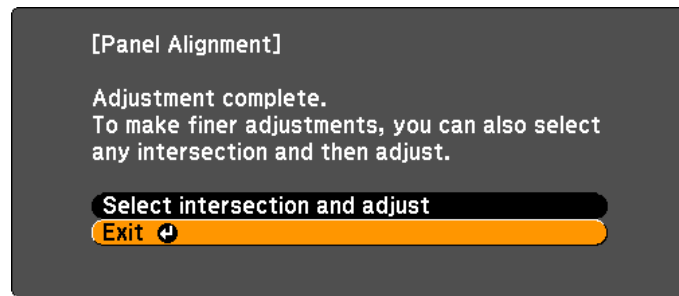 [Panel Alignment]
Adjustment complete.
To make finer adjustments, you can also select
any intersection and then adjust.
Select intersection and adjust
Exit